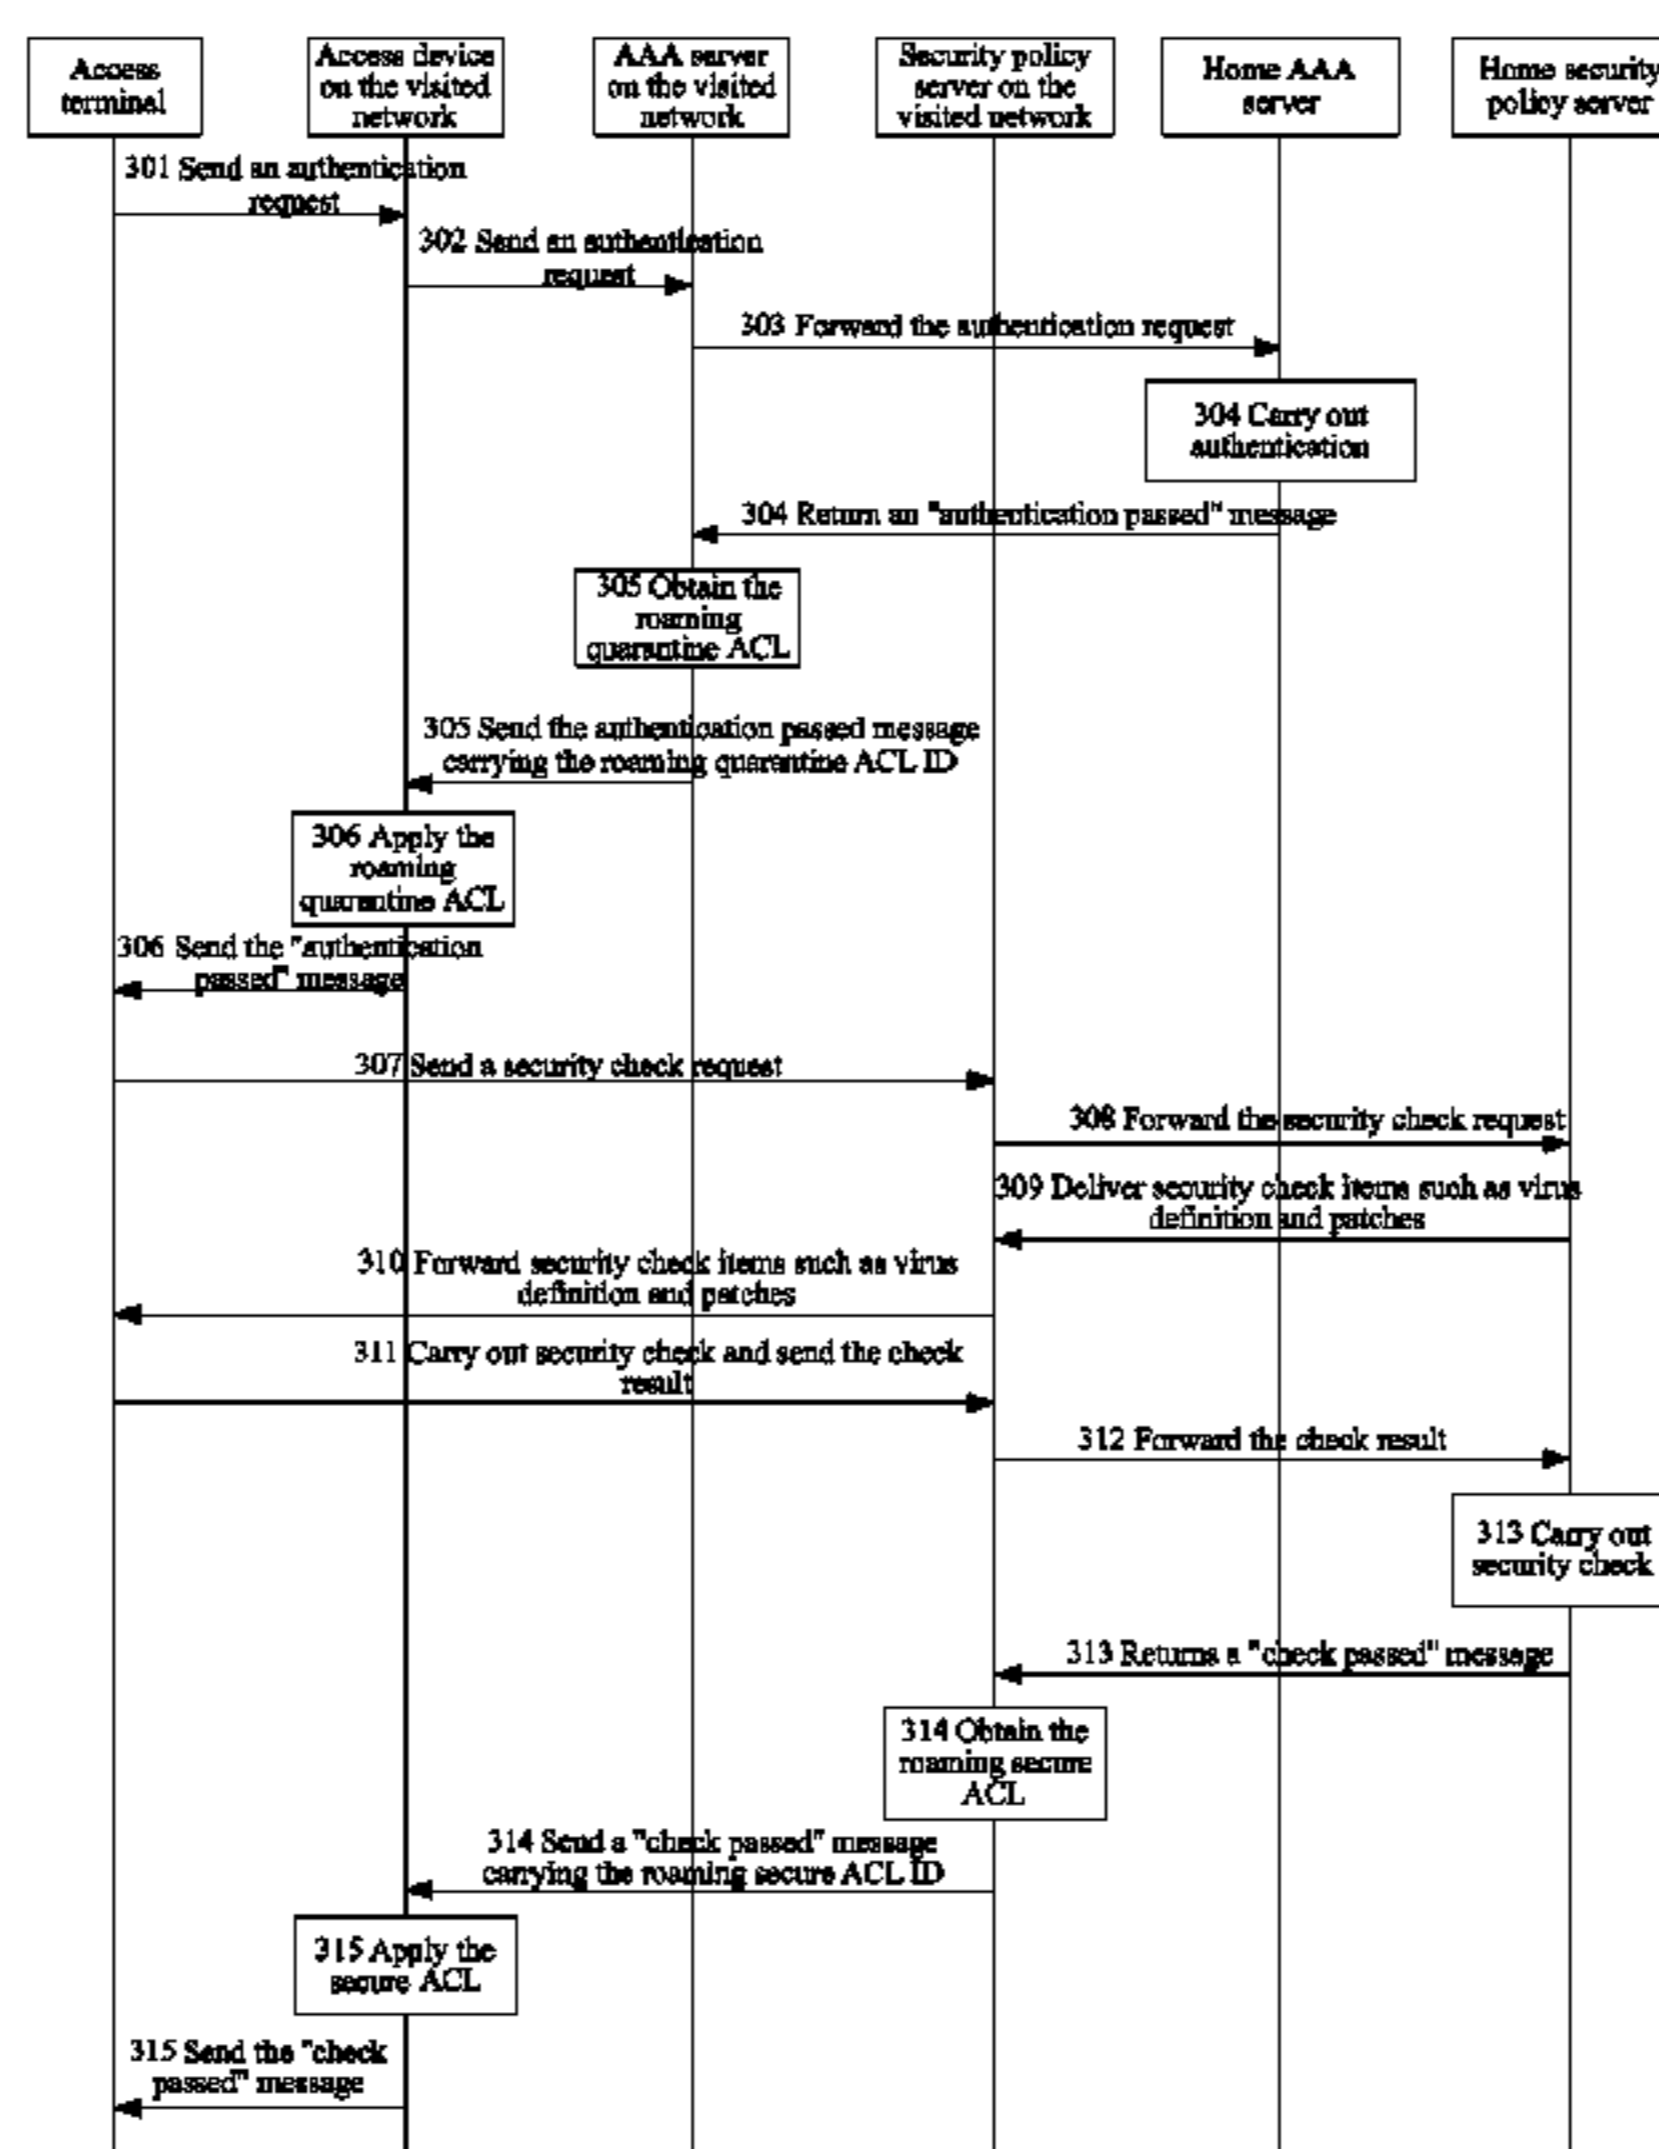 Access
terminal
Access device
on the visited
network
AAA server
on the visited
network
Security policy
server on the
visited network
Home AAA
server
Home security
policy server
301 Send an authentication
request
302 Send an authentication
request
303 Forward the authentication request
304 Carry out
authentication
304 Return an "authentication passed" message
305 Obtain the
roaming
quarantine ACL
305 Send the authentication passed message
carrying the roaming quarantine ACL ID
306 Apply the
roaming
quarantine ACL
306 Send the "authentication
passed" message
307 Send a security check request
308 Forward the security check request
309 Deliver security check items such as virus
definition and patches
310 Forward security check items such as virus
definition and patches
311 Carry out security check and send the check
result
312 Forward the check result
313 Carry out
security check
313 Returns a "check passed" message
314 Obtain the
roaming secure
ACL
314 Send a "check passed" message
carrying the roaming secure ACL ID
315 Apply the
secure ACL
315 Send the "check
passed" message